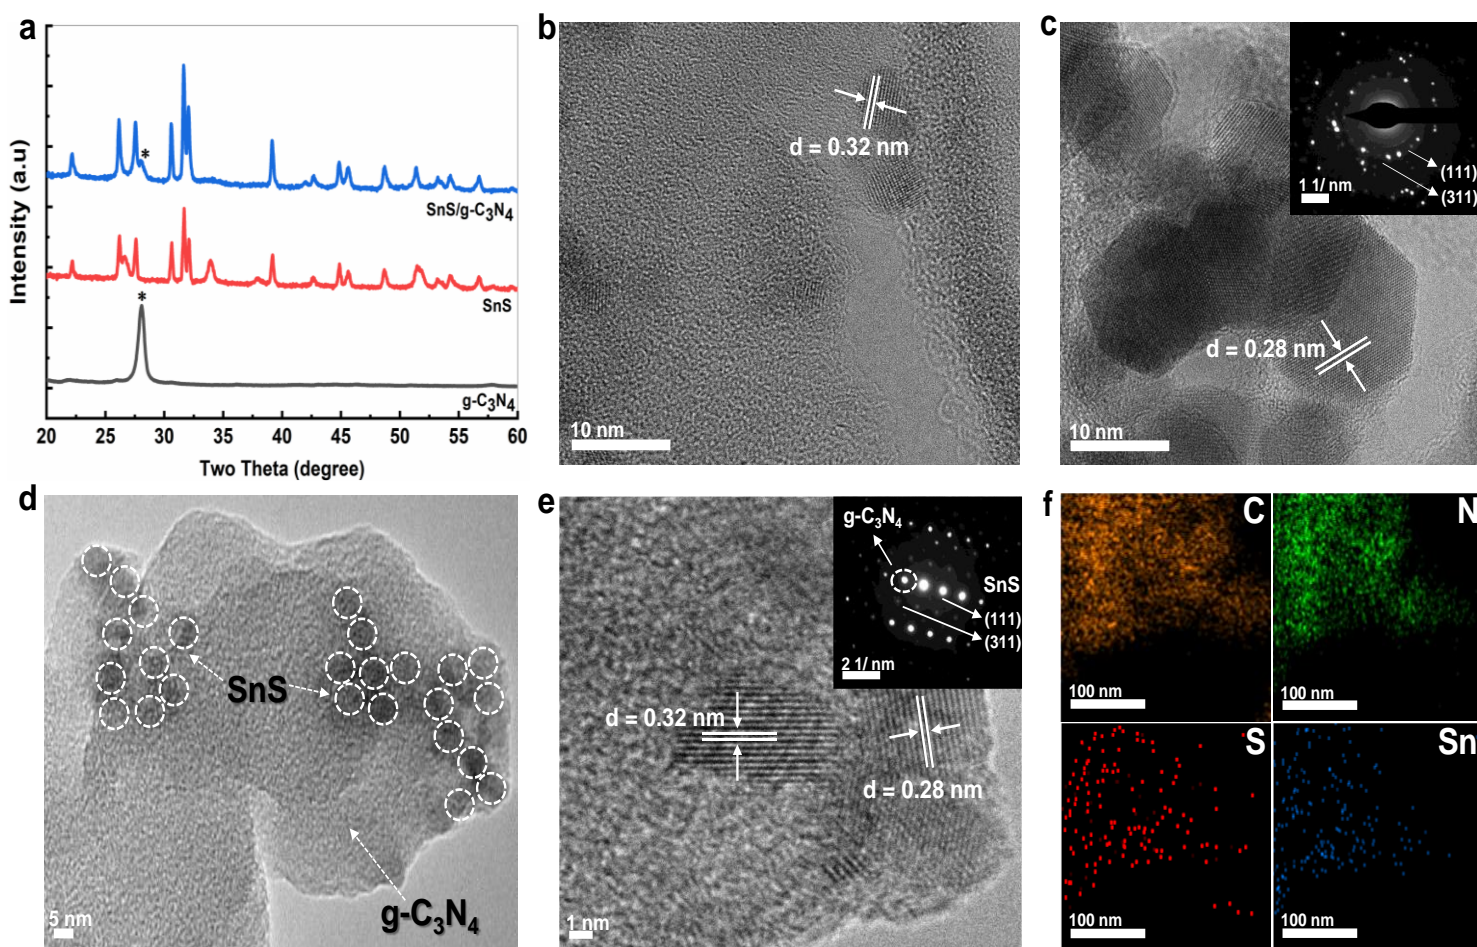 a
Intensity (a.u)
*
SnS/g-C₃N₄
SnS
*
g-C₃N₄
20 25 30 35 40 45 50 55 60
Two Theta (degree)
b
d = 0.32 nm
10 nm
c
(111)
(311)
1 1/ nm
d = 0.28 nm
10 nm
d
SnS
g-C₃N₄
5 nm
e
g-C₃N₄
SnS
(111)
(311)
2 1/ nm
d = 0.32 nm
d = 0.28 nm
1 nm
f
C
100 nm
N
100 nm
S
100 nm
Sn
100 nm